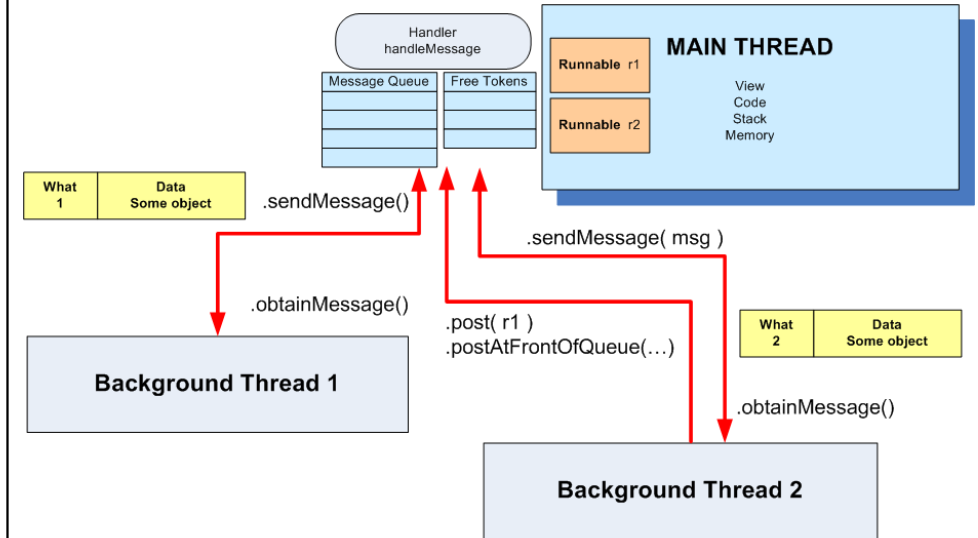 Handler
handleMessage
Message Queue
Free Tokens
Runnable r1
Runnable r2
MAIN THREAD
View
Code
Stack
Memory
What
1
Data
Some object
.sendMessage()
.sendMessage( msg )
.obtainMessage()
.post( r1 )
.postAtFrontOfQueue(…)
What
2
Data
Some object
Background Thread 1
.obtainMessage()
Background Thread 2